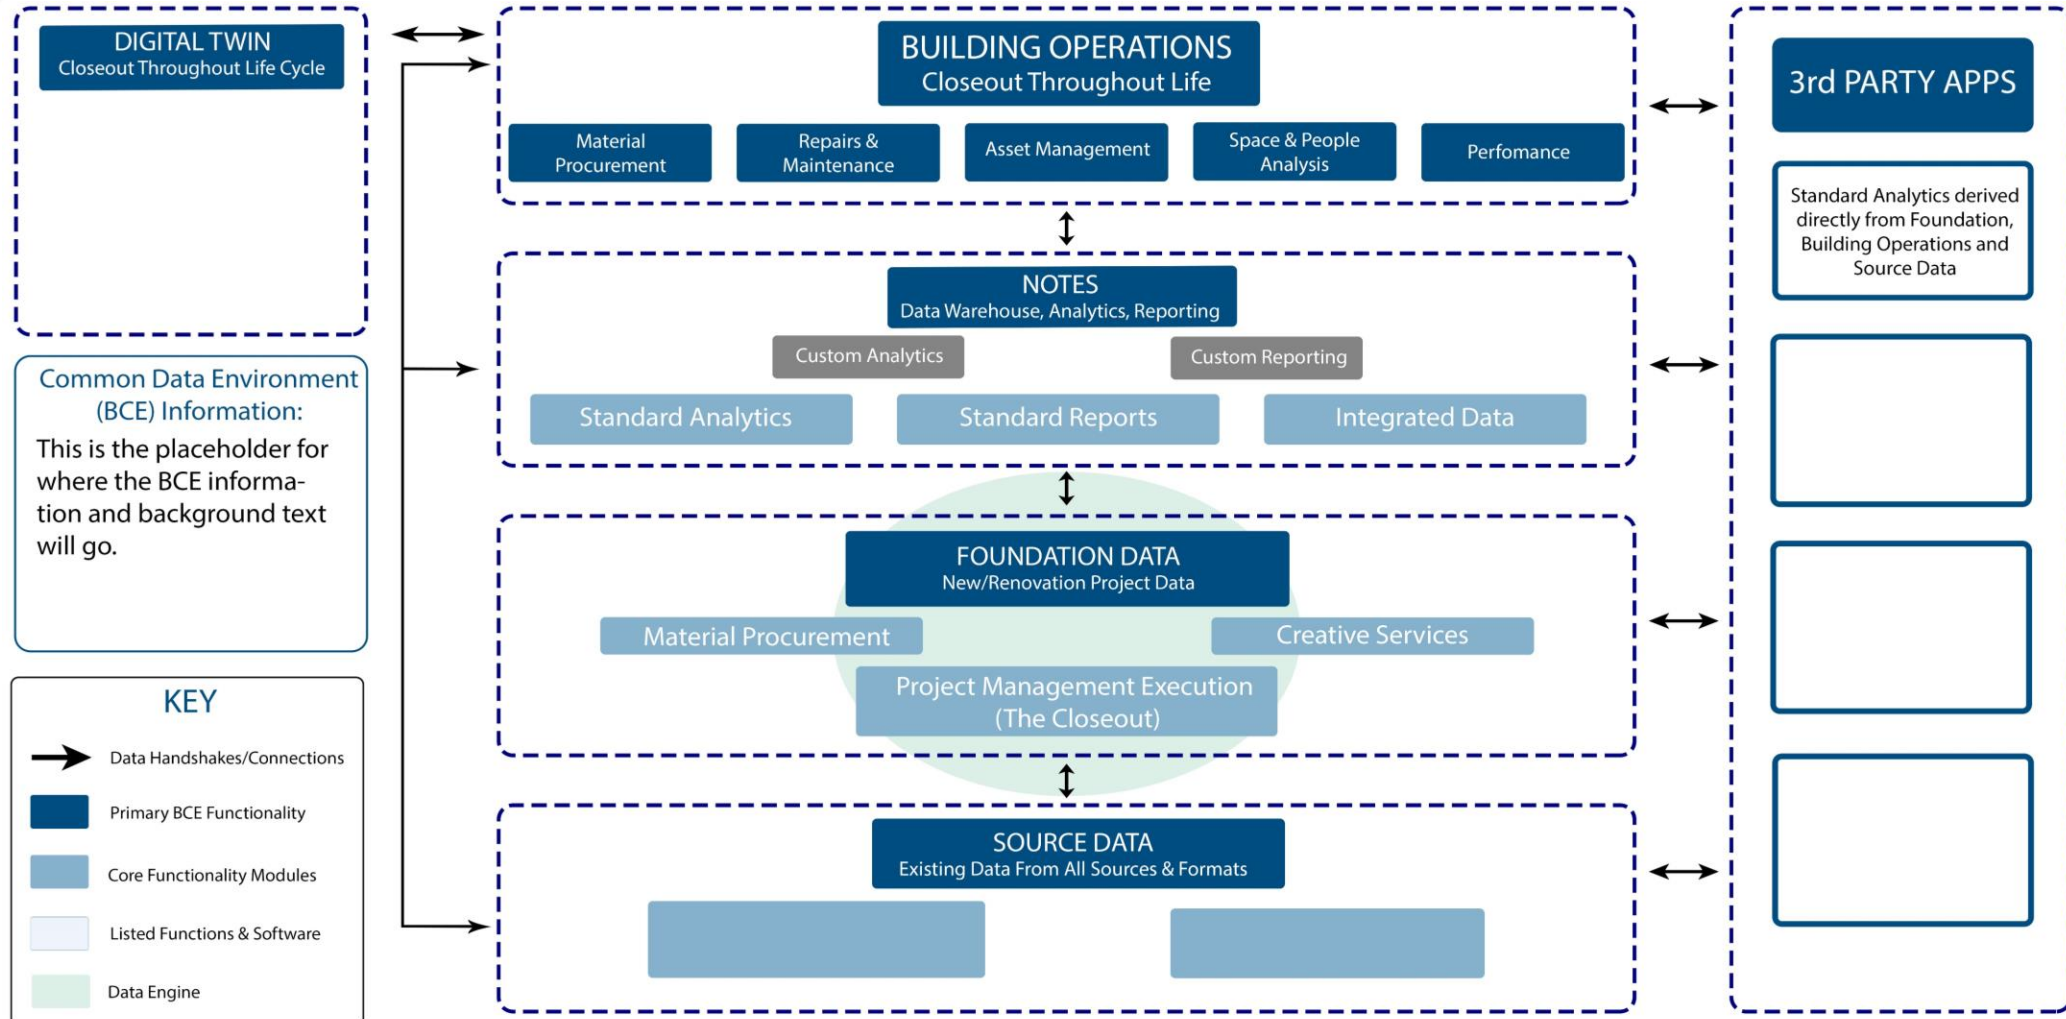 DIGITAL TWIN
Closeout Throughout Life Cycle
Common Data Environment
(BCE) Information:
This is the placeholder for
where the BCE informa-
tion and background text
will go.
KEY
Data Handshakes/Connections
Primary BCE Functionality
Core Functionality Modules
Listed Functions & Software
Data Engine
BUILDING OPERATIONS
Closeout Throughout Life
Material
Procurement
Repairs &
Maintenance
Asset Management
Space & People
Analysis
Perfomance
NOTES
Data Warehouse, Analytics, Reporting
Custom Analytics
Custom Reporting
Standard Analytics
Standard Reports
Integrated Data
FOUNDATION DATA
New/Renovation Project Data
Material Procurement
Creative Services
Project Management Execution
(The Closeout)
SOURCE DATA
Existing Data From All Sources & Formats
3rd PARTY APPS
Standard Analytics derived
directly from Foundation,
Building Operations and
Source Data